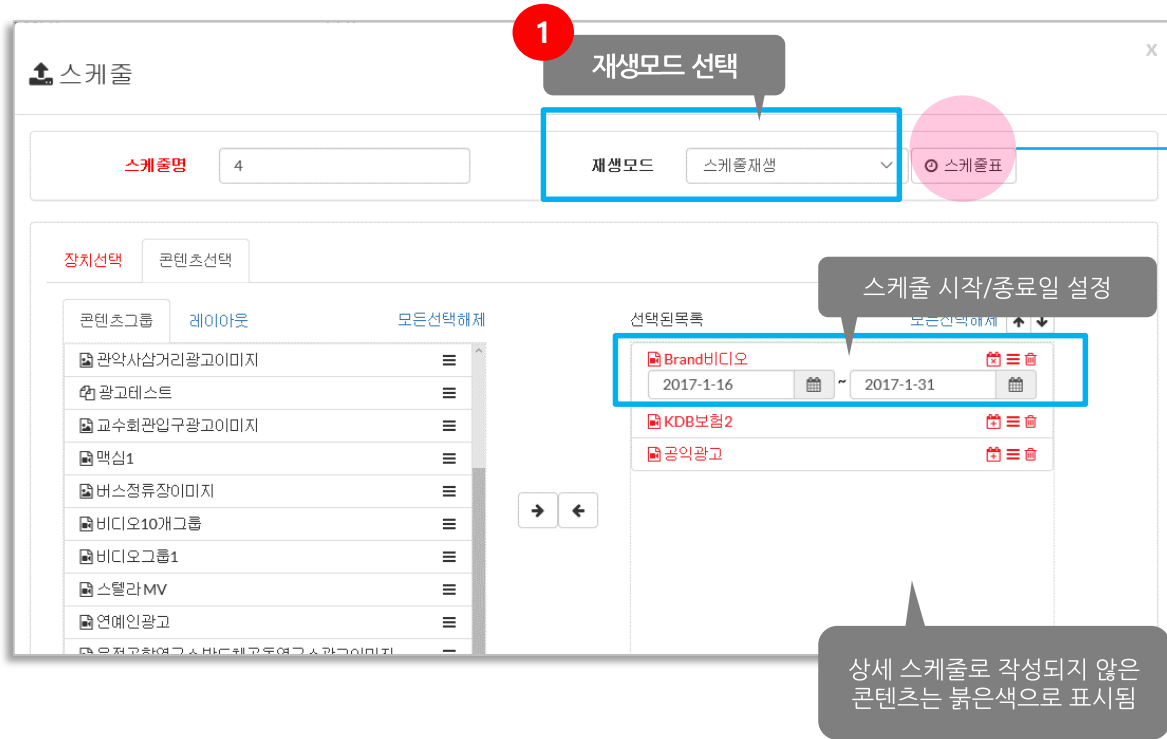 1
재생모드 선택
x
스케줄
스케줄명
4
재생모드
스케줄재생
스케줄표
장치선택
콘텐츠선택
스케줄 시작/종료일 설정
콘텐츠그룹
레이아웃
모든선택해제
선택된목록
모든선택해제
관악사삼거리광고이미지
광고테스트
교수회관입구광고이미지
맥심1
버스정류장이미지
비디오10개그룹
비디오그룹1
스텔라 MV
연예인광고
Brand비디오
2017-1-16
~
2017-1-31
KDB보험2
공익광고
상세 스케줄로 작성되지 않은
콘텐츠는 붉은색으로 표시됨